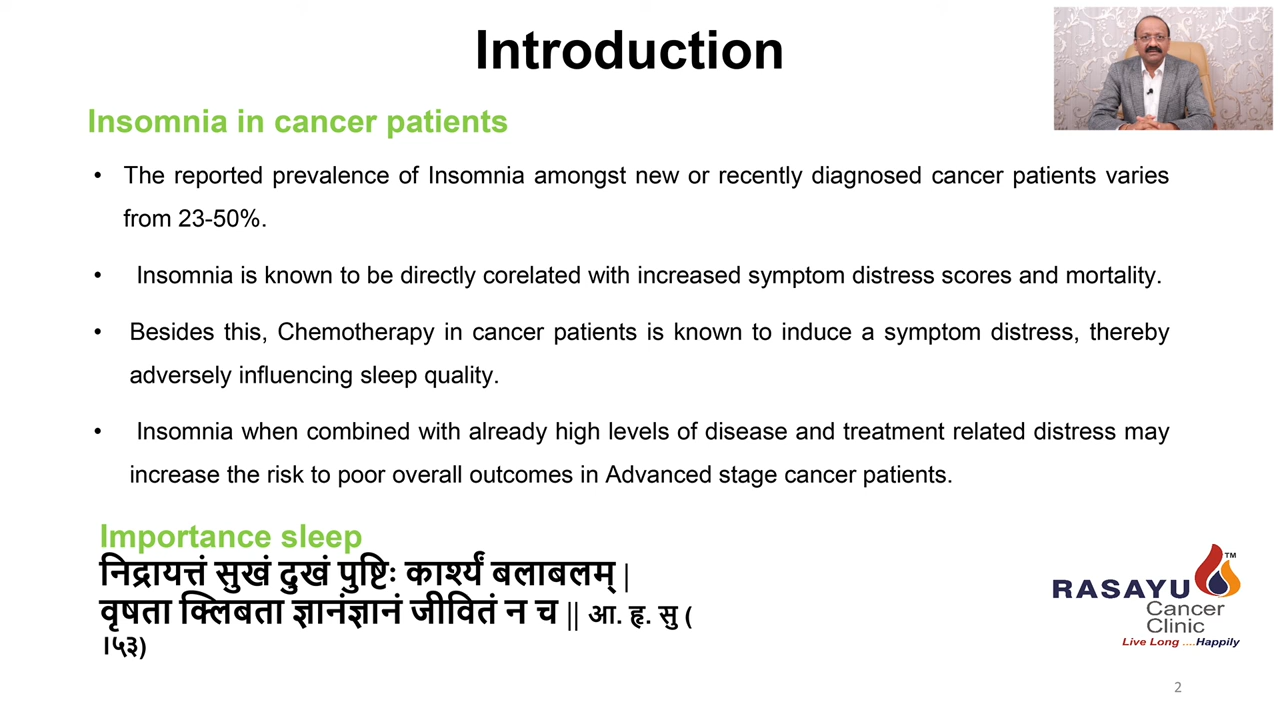 Introduction
Insomnia in cancer patients
• The reported prevalence of Insomnia amongst new or recently diagnosed cancer patients varies
from 23-50%.
• Insomnia is known to be directly corelated with increased symptom distress scores and mortality.
• Besides this, Chemotherapy in cancer patients is known to induce a symptom distress, thereby
adversely influencing sleep quality.
• Insomnia when combined with already high levels of disease and treatment related distress may
increase the risk to poor overall outcomes in Advanced stage cancer patients.
Importance sleep
निद्रायत्तं सुखं दुखं पुष्टिः कार्श्यं बलाबलम् |
वृषता क्लिबता ज्ञानंज्ञानं जीवितं न च || आ. हृ. सु (
।५३)
RASAYU TM
Cancer
Clinic
Live Long ....Happily
2